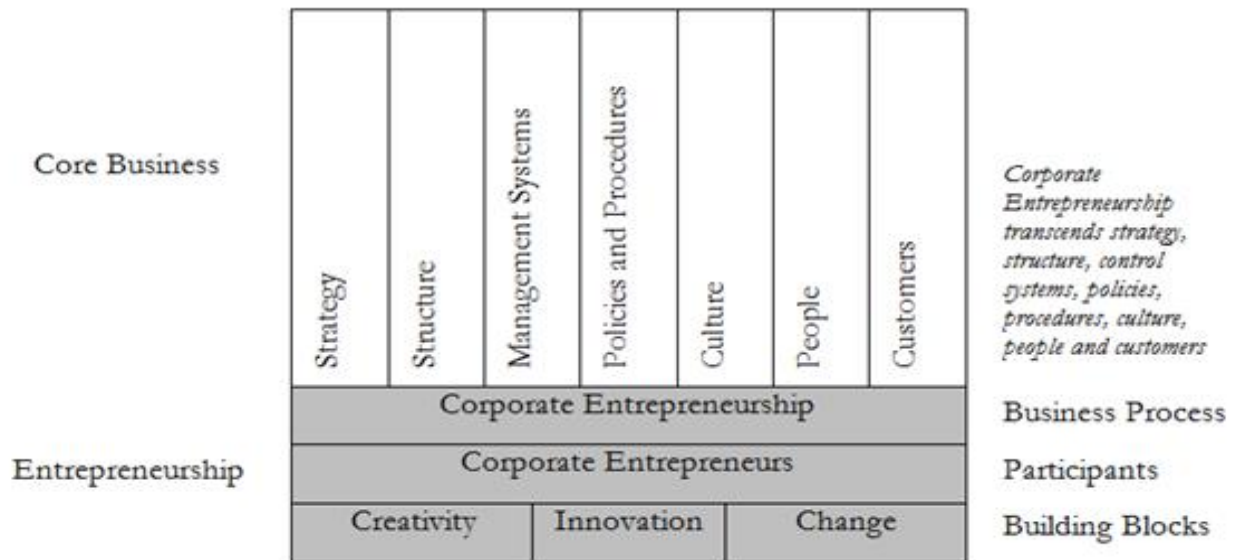 Core Business
Strategy
Structure
Management Systems
Policies and Procedures
Culture
People
Customers
Corporate
Entrepreneurship
transcends strategy,
structure, control
systems, policies,
procedures, culture,
people and customers
Corporate Entrepreneurship
Business Process
Entrepreneurship
Corporate Entrepreneurs
Participants
Creativity
Innovation
Change
Building Blocks